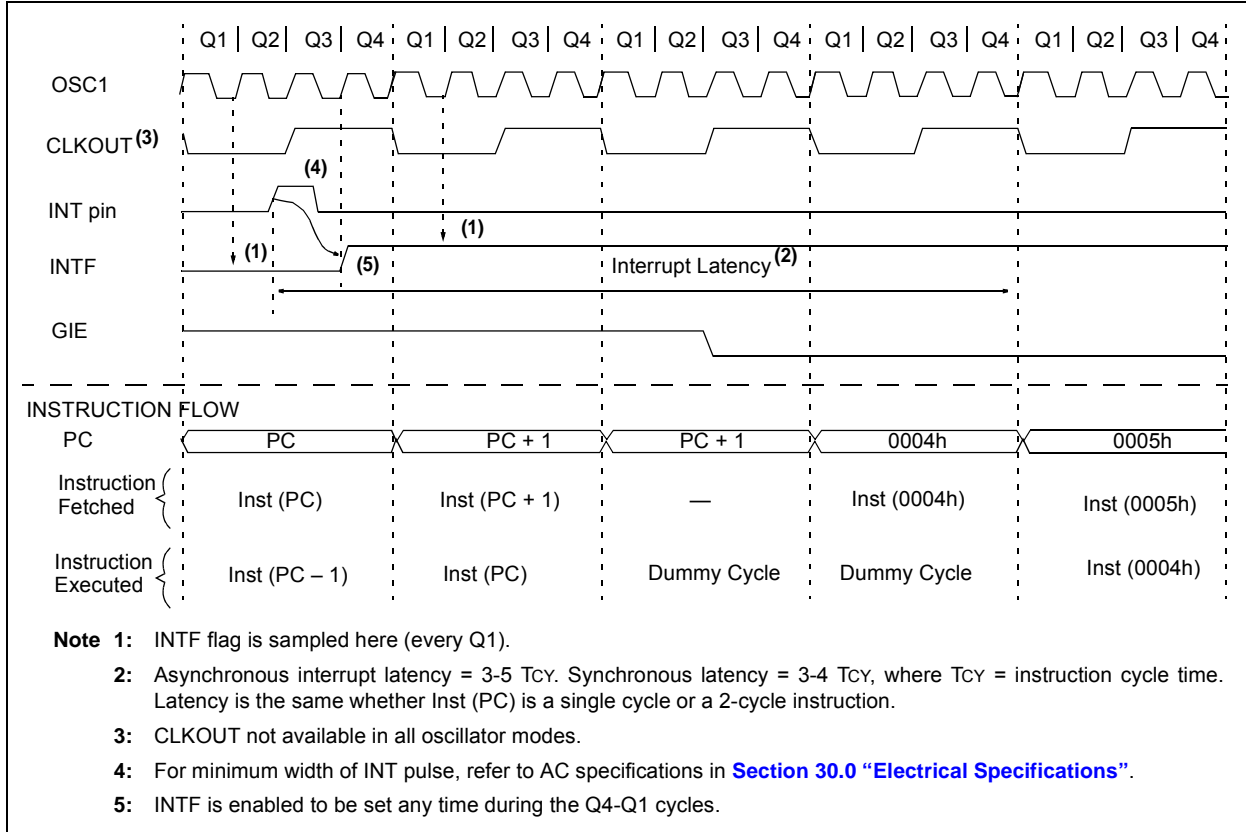 Q1 Q2 Q3 Q4 Q1 Q2 Q3 Q4 Q1 Q2 Q3 Q4 Q1 Q2 Q3 Q4 Q1 Q2 Q3 Q4
OSC1
CLKOUT (3)
(4)
INT pin
(1)
(1)
INTF
(5)
Interrupt Latency (2)
GIE
INSTRUCTION FLOW
PC PC PC + 1 PC + 1 0004h 0005h
Instruction
Fetched
Inst (PC) Inst (PC + 1) — Inst (0004h) Inst (0005h)
Instruction
Executed
Inst (PC – 1) Inst (PC) Dummy Cycle Dummy Cycle Inst (0004h)
Note 1: INTF flag is sampled here (every Q1).
2: Asynchronous interrupt latency = 3-5 TCY. Synchronous latency = 3-4 TCY, where TCY = instruction cycle time.
Latency is the same whether Inst (PC) is a single cycle or a 2-cycle instruction.
3: CLKOUT not available in all oscillator modes.
4: For minimum width of INT pulse, refer to AC specifications in Section 30.0 “Electrical Specifications”.
5: INTF is enabled to be set any time during the Q4-Q1 cycles.